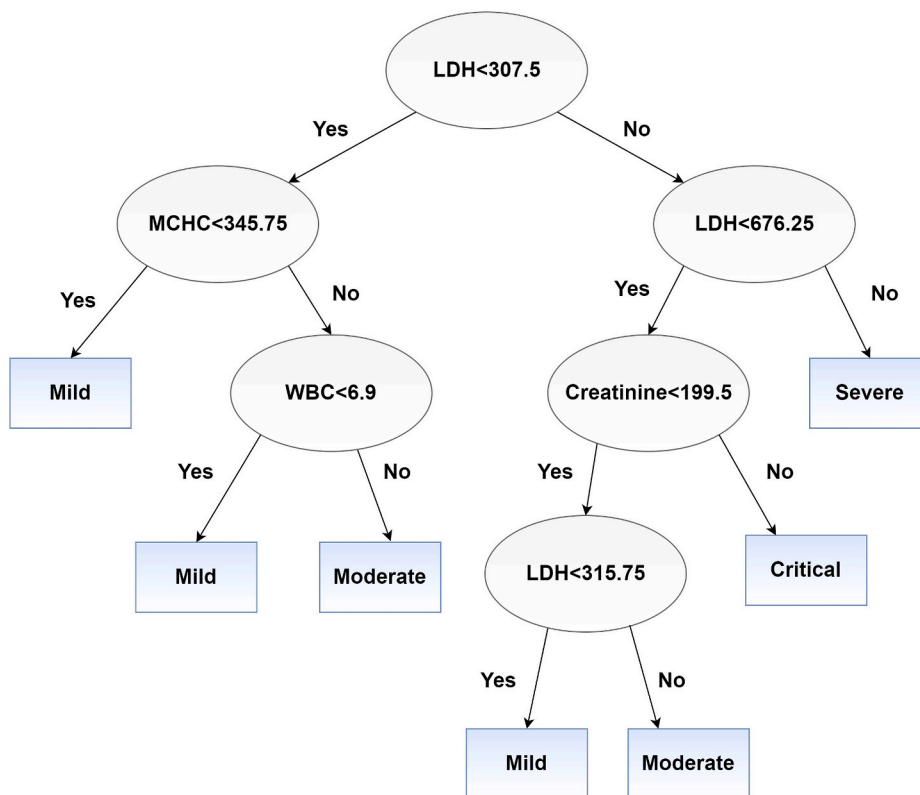 LDH<307.5
Yes
No
MCHC<345.75
LDH<676.25
Yes
No
Yes
No
Mild
WBC<6.9
Creatinine<199.5
Severe
Yes
No
Yes
No
Mild
Moderate
LDH<315.75
Critical
Yes
No
Mild
Moderate